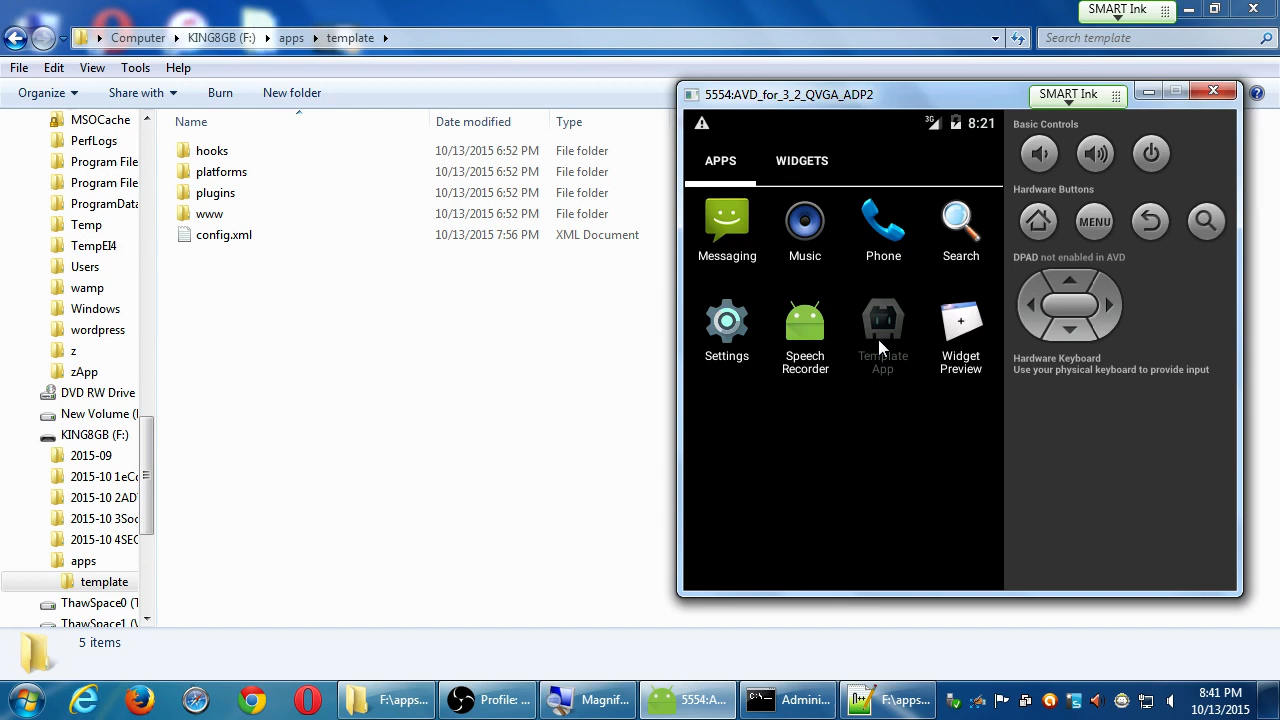 SMART Ink
Computer
KING8GB (F:)
apps
template
Search template
File
Edit
View
Tools
Help
Organize
Share with
Burn
New folder
Name
Date modified
Type
MSOCache
PerfLogs
Program File
Program File
ProgramData
Temp
TempEI4
Users
wamp
Windows
wordpress
z
zApp
DVD RW Drive
New Volume (
KING8GB (F:)
2015-09
2015-10 1eCo
2015-10 2AD
2015-10 3Soc
2015-10 4SEC
apps
template
ThawSpace0 (T
ThawSpace1 (
hooks 10/13/2015 6:52 PM File folder
platforms 10/13/2015 6:52 PM File folder
plugins 10/13/2015 6:52 PM File folder
www 10/13/2015 6:52 PM File folder
config.xml 10/13/2015 7:56 PM XML Document
5 items
5554:AVD_for_3_2_QVGA_ADP2
SMART Ink
3G 8:21
APPS
WIDGETS
Messaging
Music
Phone
Search
Settings
Speech
Recorder
Template
App
Widget
Preview
Basic Controls
Hardware Buttons
MENU
DPAD not enabled in AVD
Hardware Keyboard
Use your physical keyboard to provide input
F:\apps...
Profile: ...
Magnif...
5554:A...
Admini...
F:\apps...
8:41 PM
10/13/2015